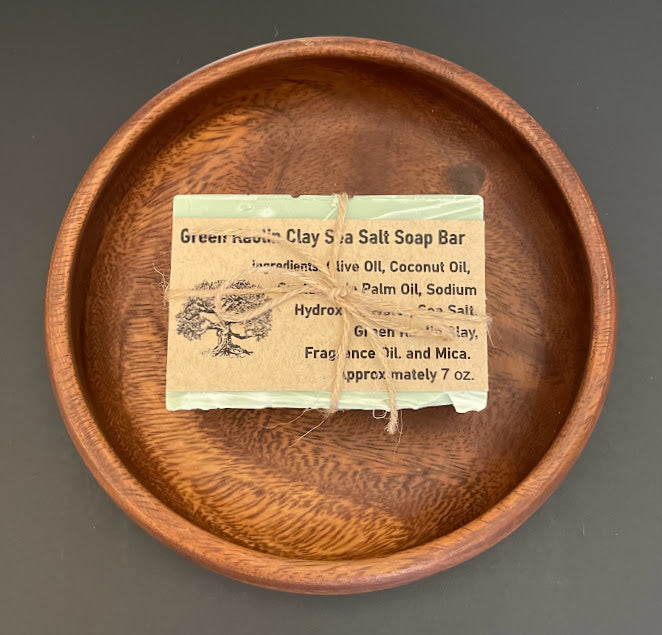 Green Kaolin Clay Sea Salt Soap Bar
Ingredients: Olive OIl, Coconut Oil,
Palm Oil, Sodium
Sea Salt,
Green Kaolin Clay,
Fragrance Oil. and Mica.
Approximately 7 oz.